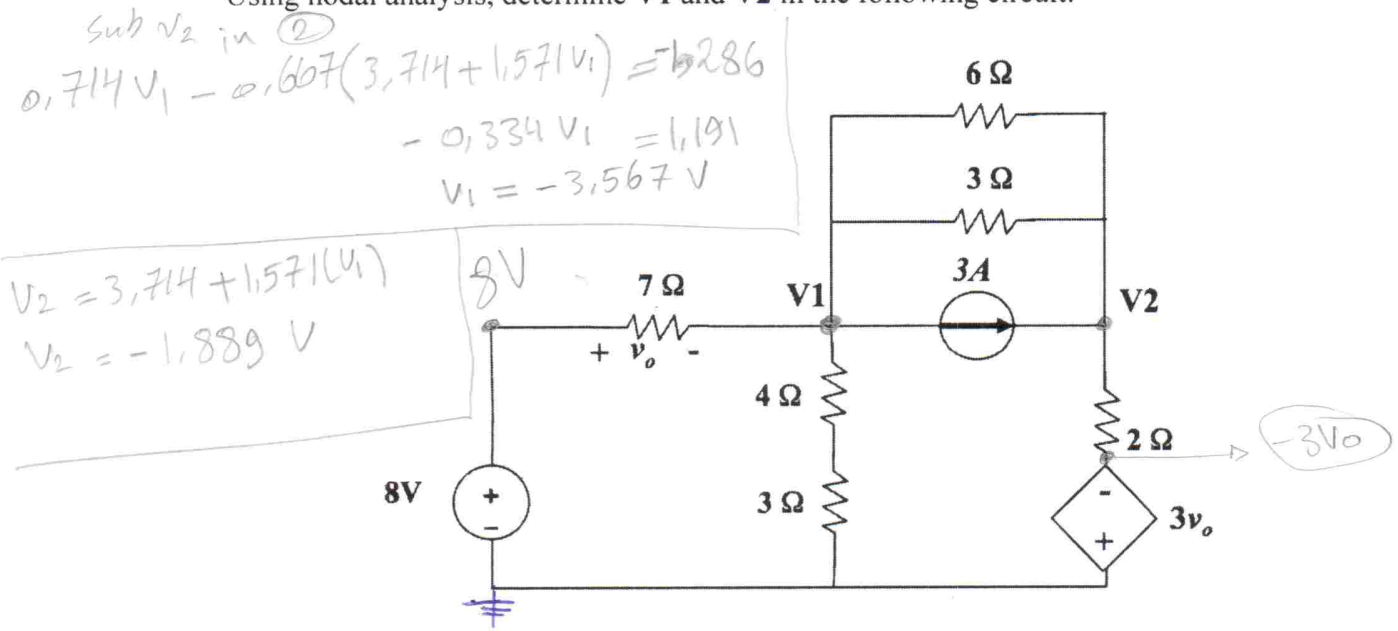 Using nodal analysis, determine V1 and V2 in the following circuit.
Sub V2 in ②
0,714 V1 - 0,667(3,714+1,571V1) = -1,286
- 0,334 V1 = 1,191
V1 = -3,567 V
V2 = 3,714 + 1,571(V1)
V2 = -1,889 V
8V
6 Ω
3 Ω
3A
7 Ω
V1
V2
+ vo -
4 Ω
2 Ω
-3Vo
8V
+
-
3 Ω
-
+
3vo